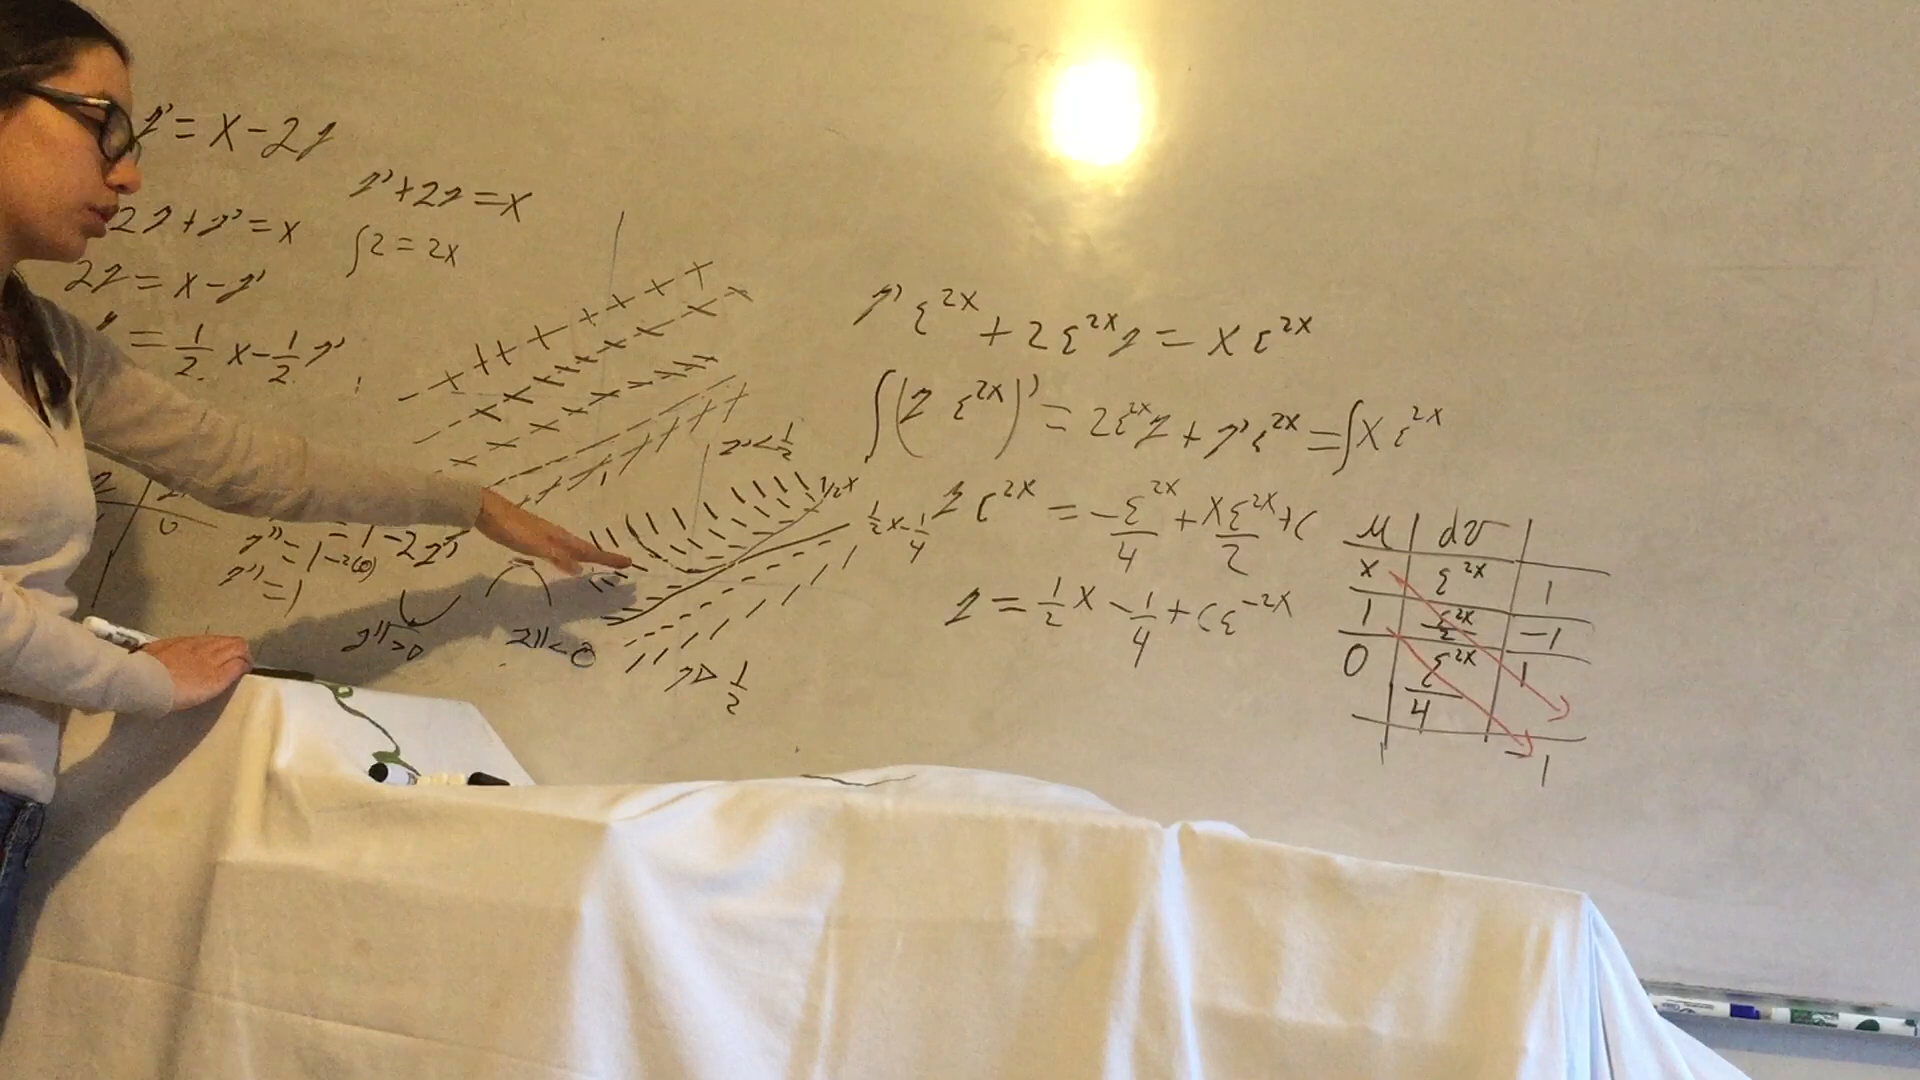 y' = x - 2y
2y + y' = x
2y = x - y'
y = 1/2 x - 1/2 y'
y' + 2y = x
∫2 = 2x
y'' = 1 - 2y'
y'' = 1 - 2(0)
y'' = 1
y'' > 0
y'' < 0
y' < 1/2
1/2 x
1/2 x - 1/4
y' > 1/2
y' e^2x + 2e^2x y = x e^2x
∫(y e^2x)' = 2e^2x y + y' e^2x = ∫x e^2x
y e^2x = -e^2x/4 + xe^2x/2 + C
y = 1/2 x - 1/4 + Ce^-2x
u | dv |
x | e^2x | 1
1 | e^2x/2 | -1
0 | e^2x/4 | 1
-1